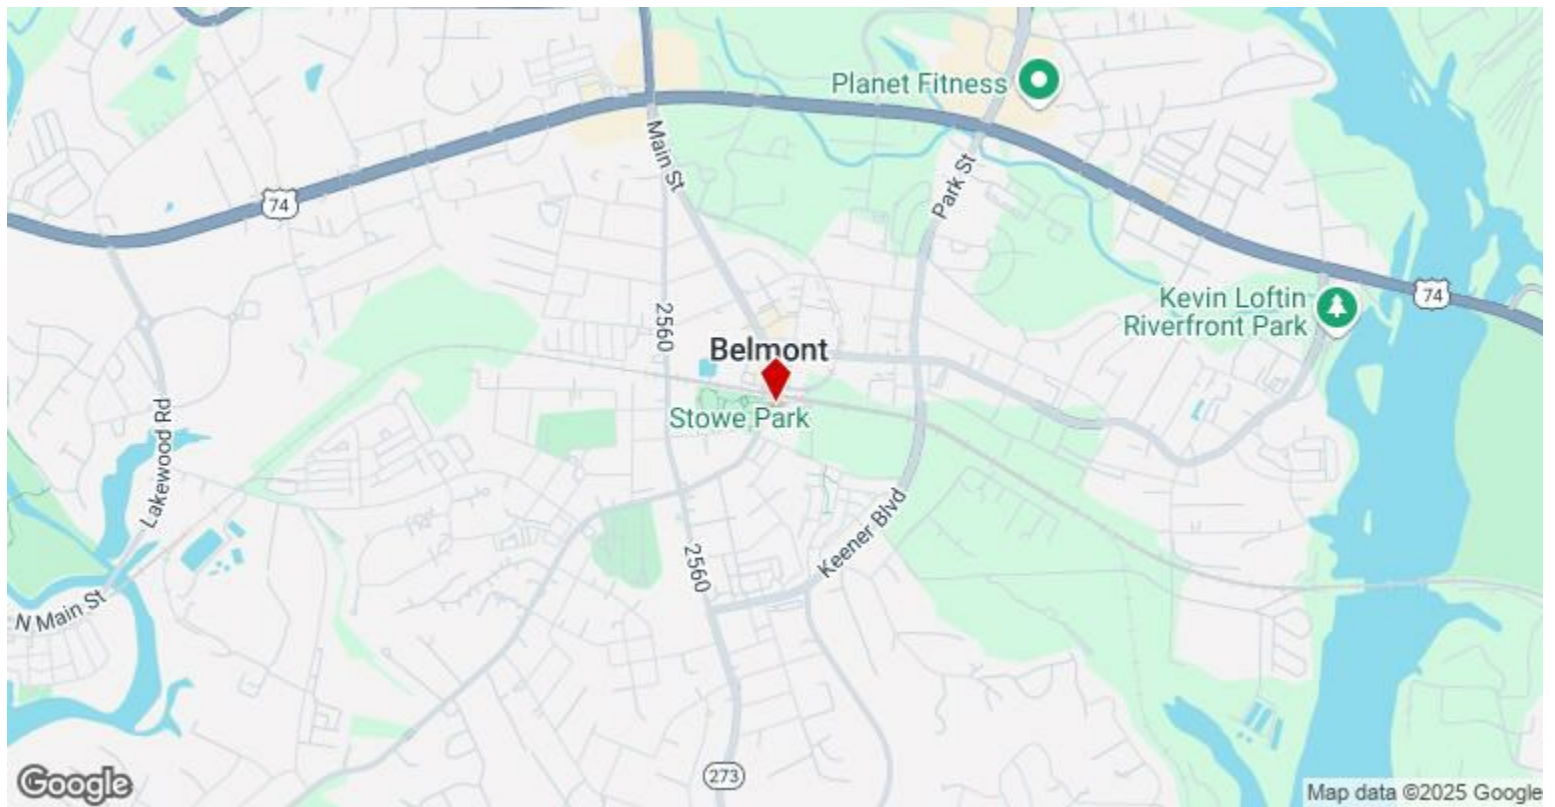 Planet Fitness
Main St
Park St
74
Kevin Loftin
Riverfront Park
74
2560
Belmont
Stowe Park
Lakewood Rd
Keener Blvd
2560
N Main St
273
Google
Map data ©2025 Google